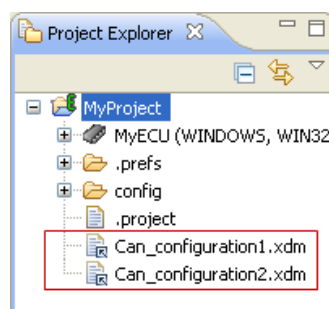 Project Explorer
MyProject
MyECU (WINDOWS, WIN32
.prefs
config
.project
Can_configuration1.xdm
Can_configuration2.xdm